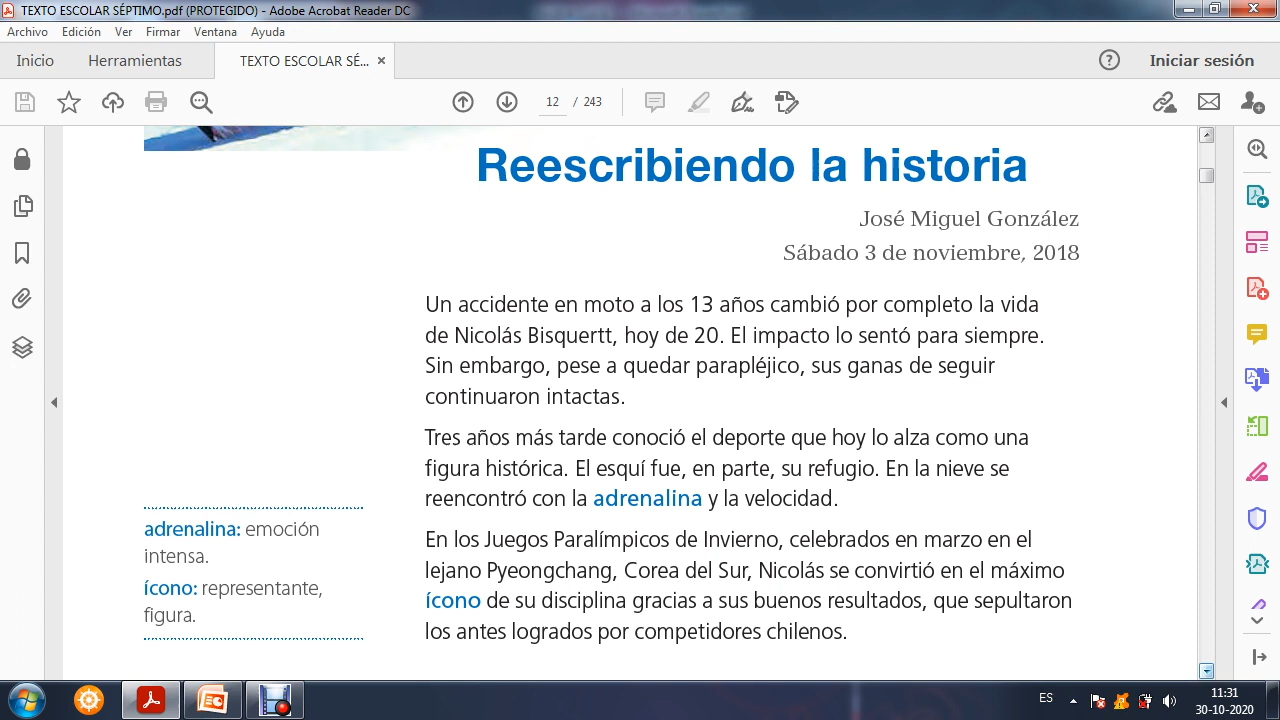 TEXTO ESCOLAR SÉPTIMO.pdf (PROTEGIDO) - Adobe Acrobat Reader DC
Archivo Edición Ver Firmar Ventana Ayuda
Inicio Herramientas TEXTO ESCOLAR SÉ... × ? Iniciar sesión
12 / 243
Reescribiendo la historia
José Miguel González
Sábado 3 de noviembre, 2018
Un accidente en moto a los 13 años cambió por completo la vida
de Nicolás Bisquertt, hoy de 20. El impacto lo sentó para siempre.
Sin embargo, pese a quedar parapléjico, sus ganas de seguir
continuaron intactas.
Tres años más tarde conoció el deporte que hoy lo alza como una
figura histórica. El esquí fue, en parte, su refugio. En la nieve se
reencontró con la adrenalina y la velocidad.
En los Juegos Paralímpicos de Invierno, celebrados en marzo en el
lejano Pyeongchang, Corea del Sur, Nicolás se convirtió en el máximo
ícono de su disciplina gracias a sus buenos resultados, que sepultaron
los antes logrados por competidores chilenos.
adrenalina: emoción
intensa.
ícono: representante,
figura.
ES
11:31
30-10-2020